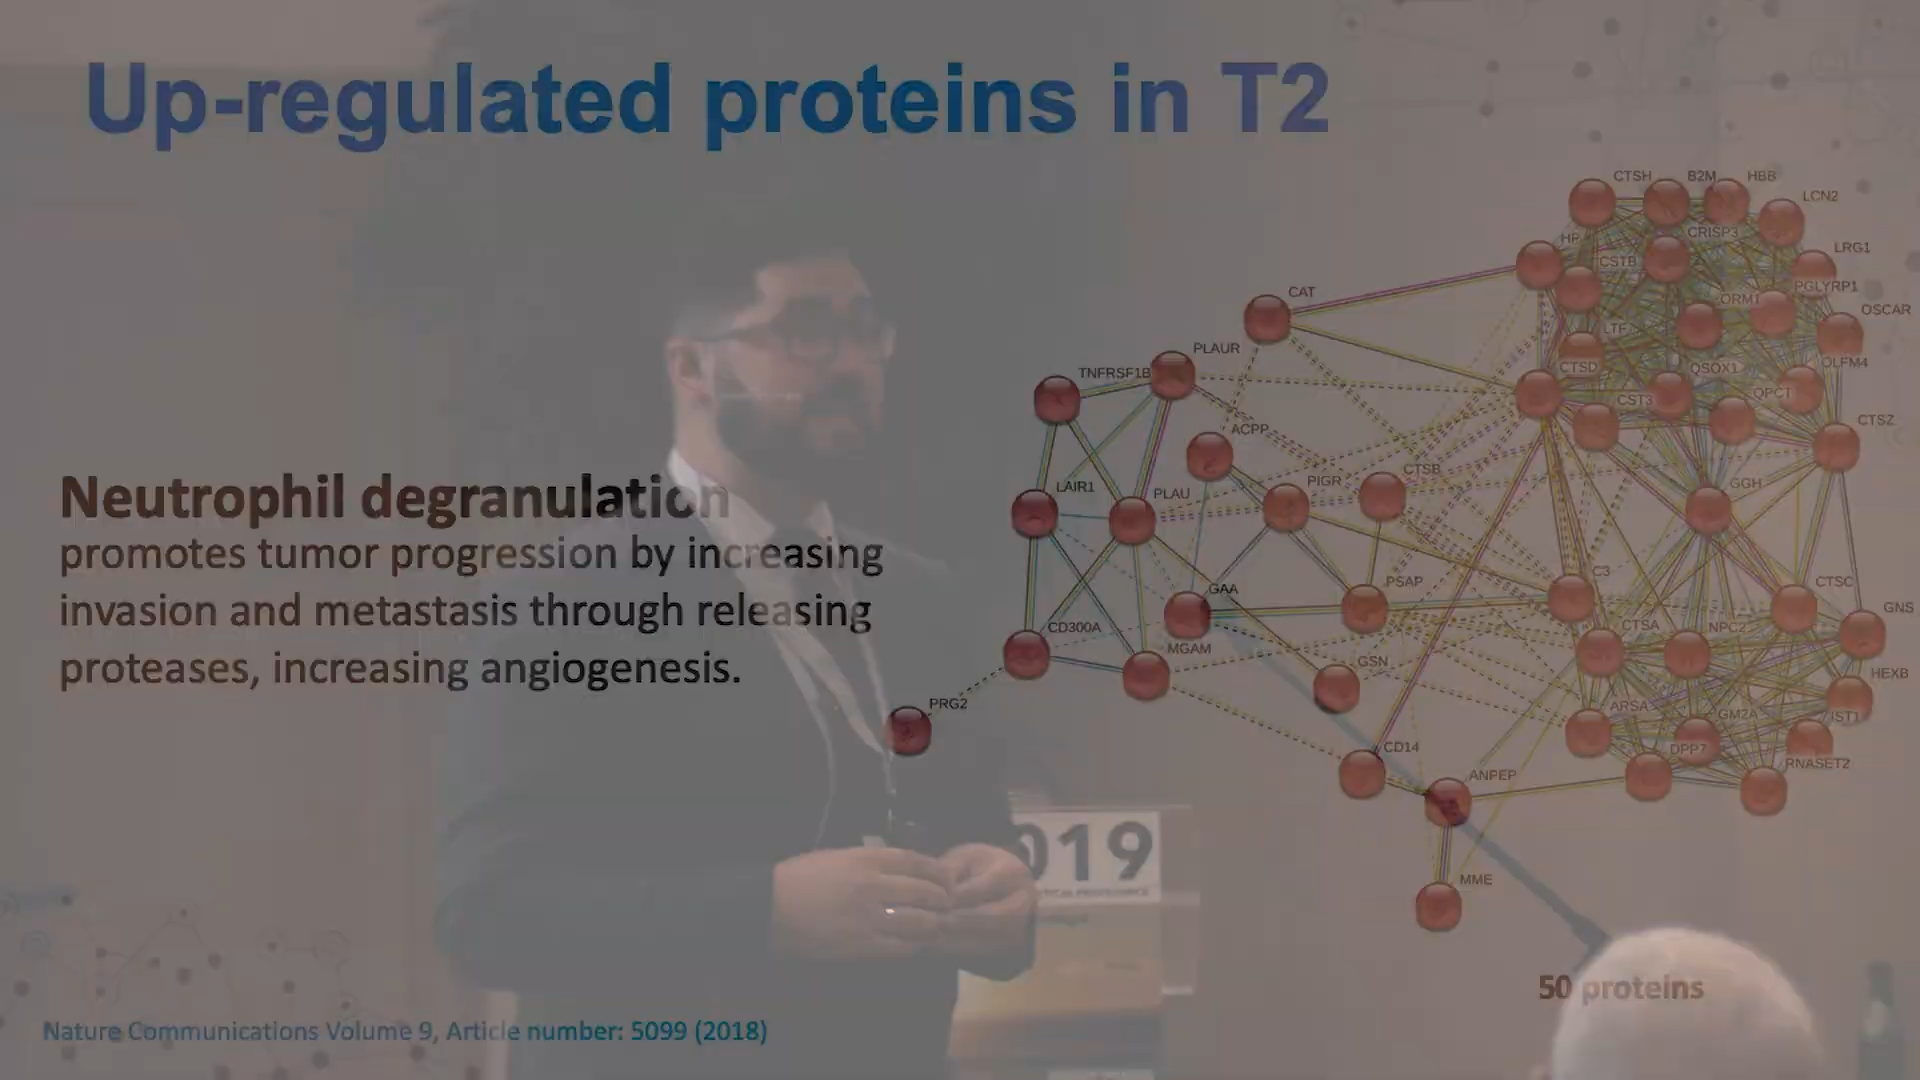 Up-regulated proteins in T2
CTSH
B2M
HBB
LCN2
HP
CSTB
CRISP3
LRG1
PGLYRP1
ORM1
OSCAR
LTF
CAT
PLAUR
TNFRSF1B
CTSD
QSOX1
OLFM4
CST3
QPCT
CTSZ
ACPP
CTSB
PIGR
GGH
LAIR1
PLAU
Neutrophil degranulation
promotes tumor progression by increasing
invasion and metastasis through releasing
proteases, increasing angiogenesis.
GAA
PSAP
C3
CTSC
GNS
CD300A
CTSA
NPC2
MGAM
GSN
HEXB
PRG2
ARSA
GM2A
IST1
CD14
DPP7
RNASET2
ANPEP
MME
019
50 proteins
Nature Communications Volume 9, Article number: 5099 (2018)